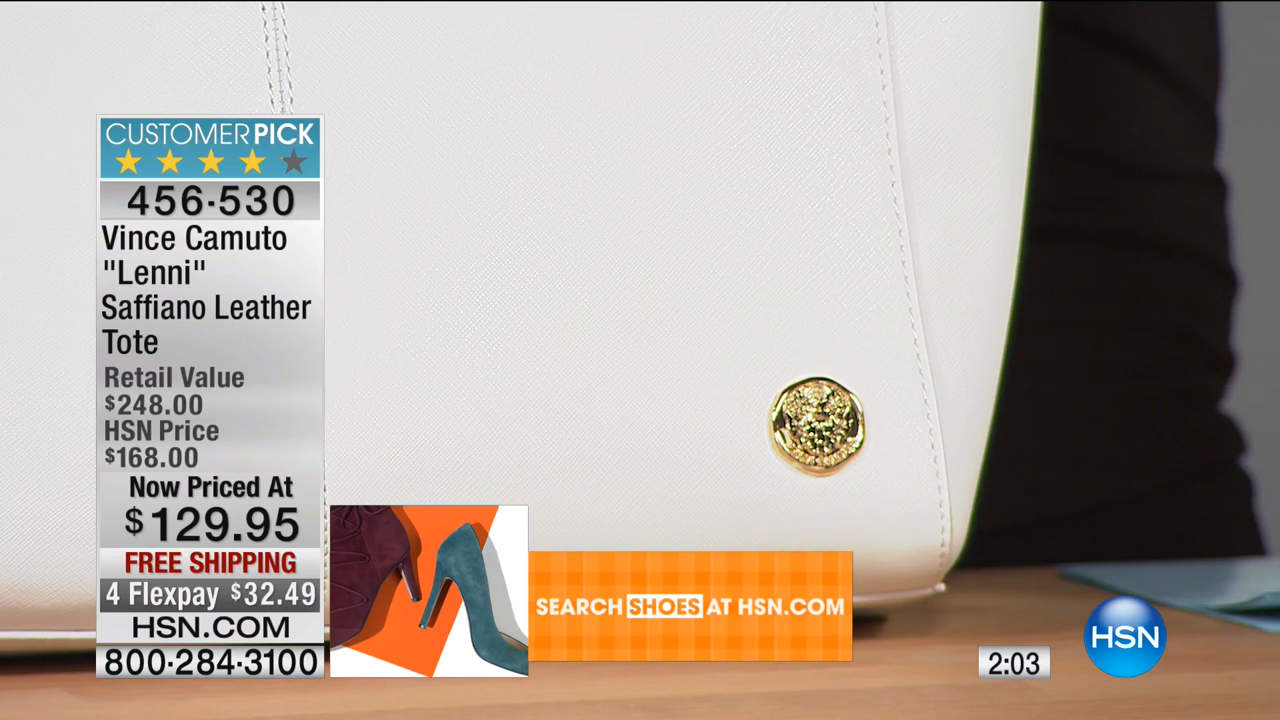 CUSTOMERPICK
456-530
Vince Camuto
"Lenni"
Saffiano Leather
Tote
Retail Value
$248.00
HSN Price
$168.00
Now Priced At
$129.95
FREE SHIPPING
4 Flexpay $32.49
HSN.COM
800-284-3100
SEARCH SHOES AT HSN.COM
2:03
HSN